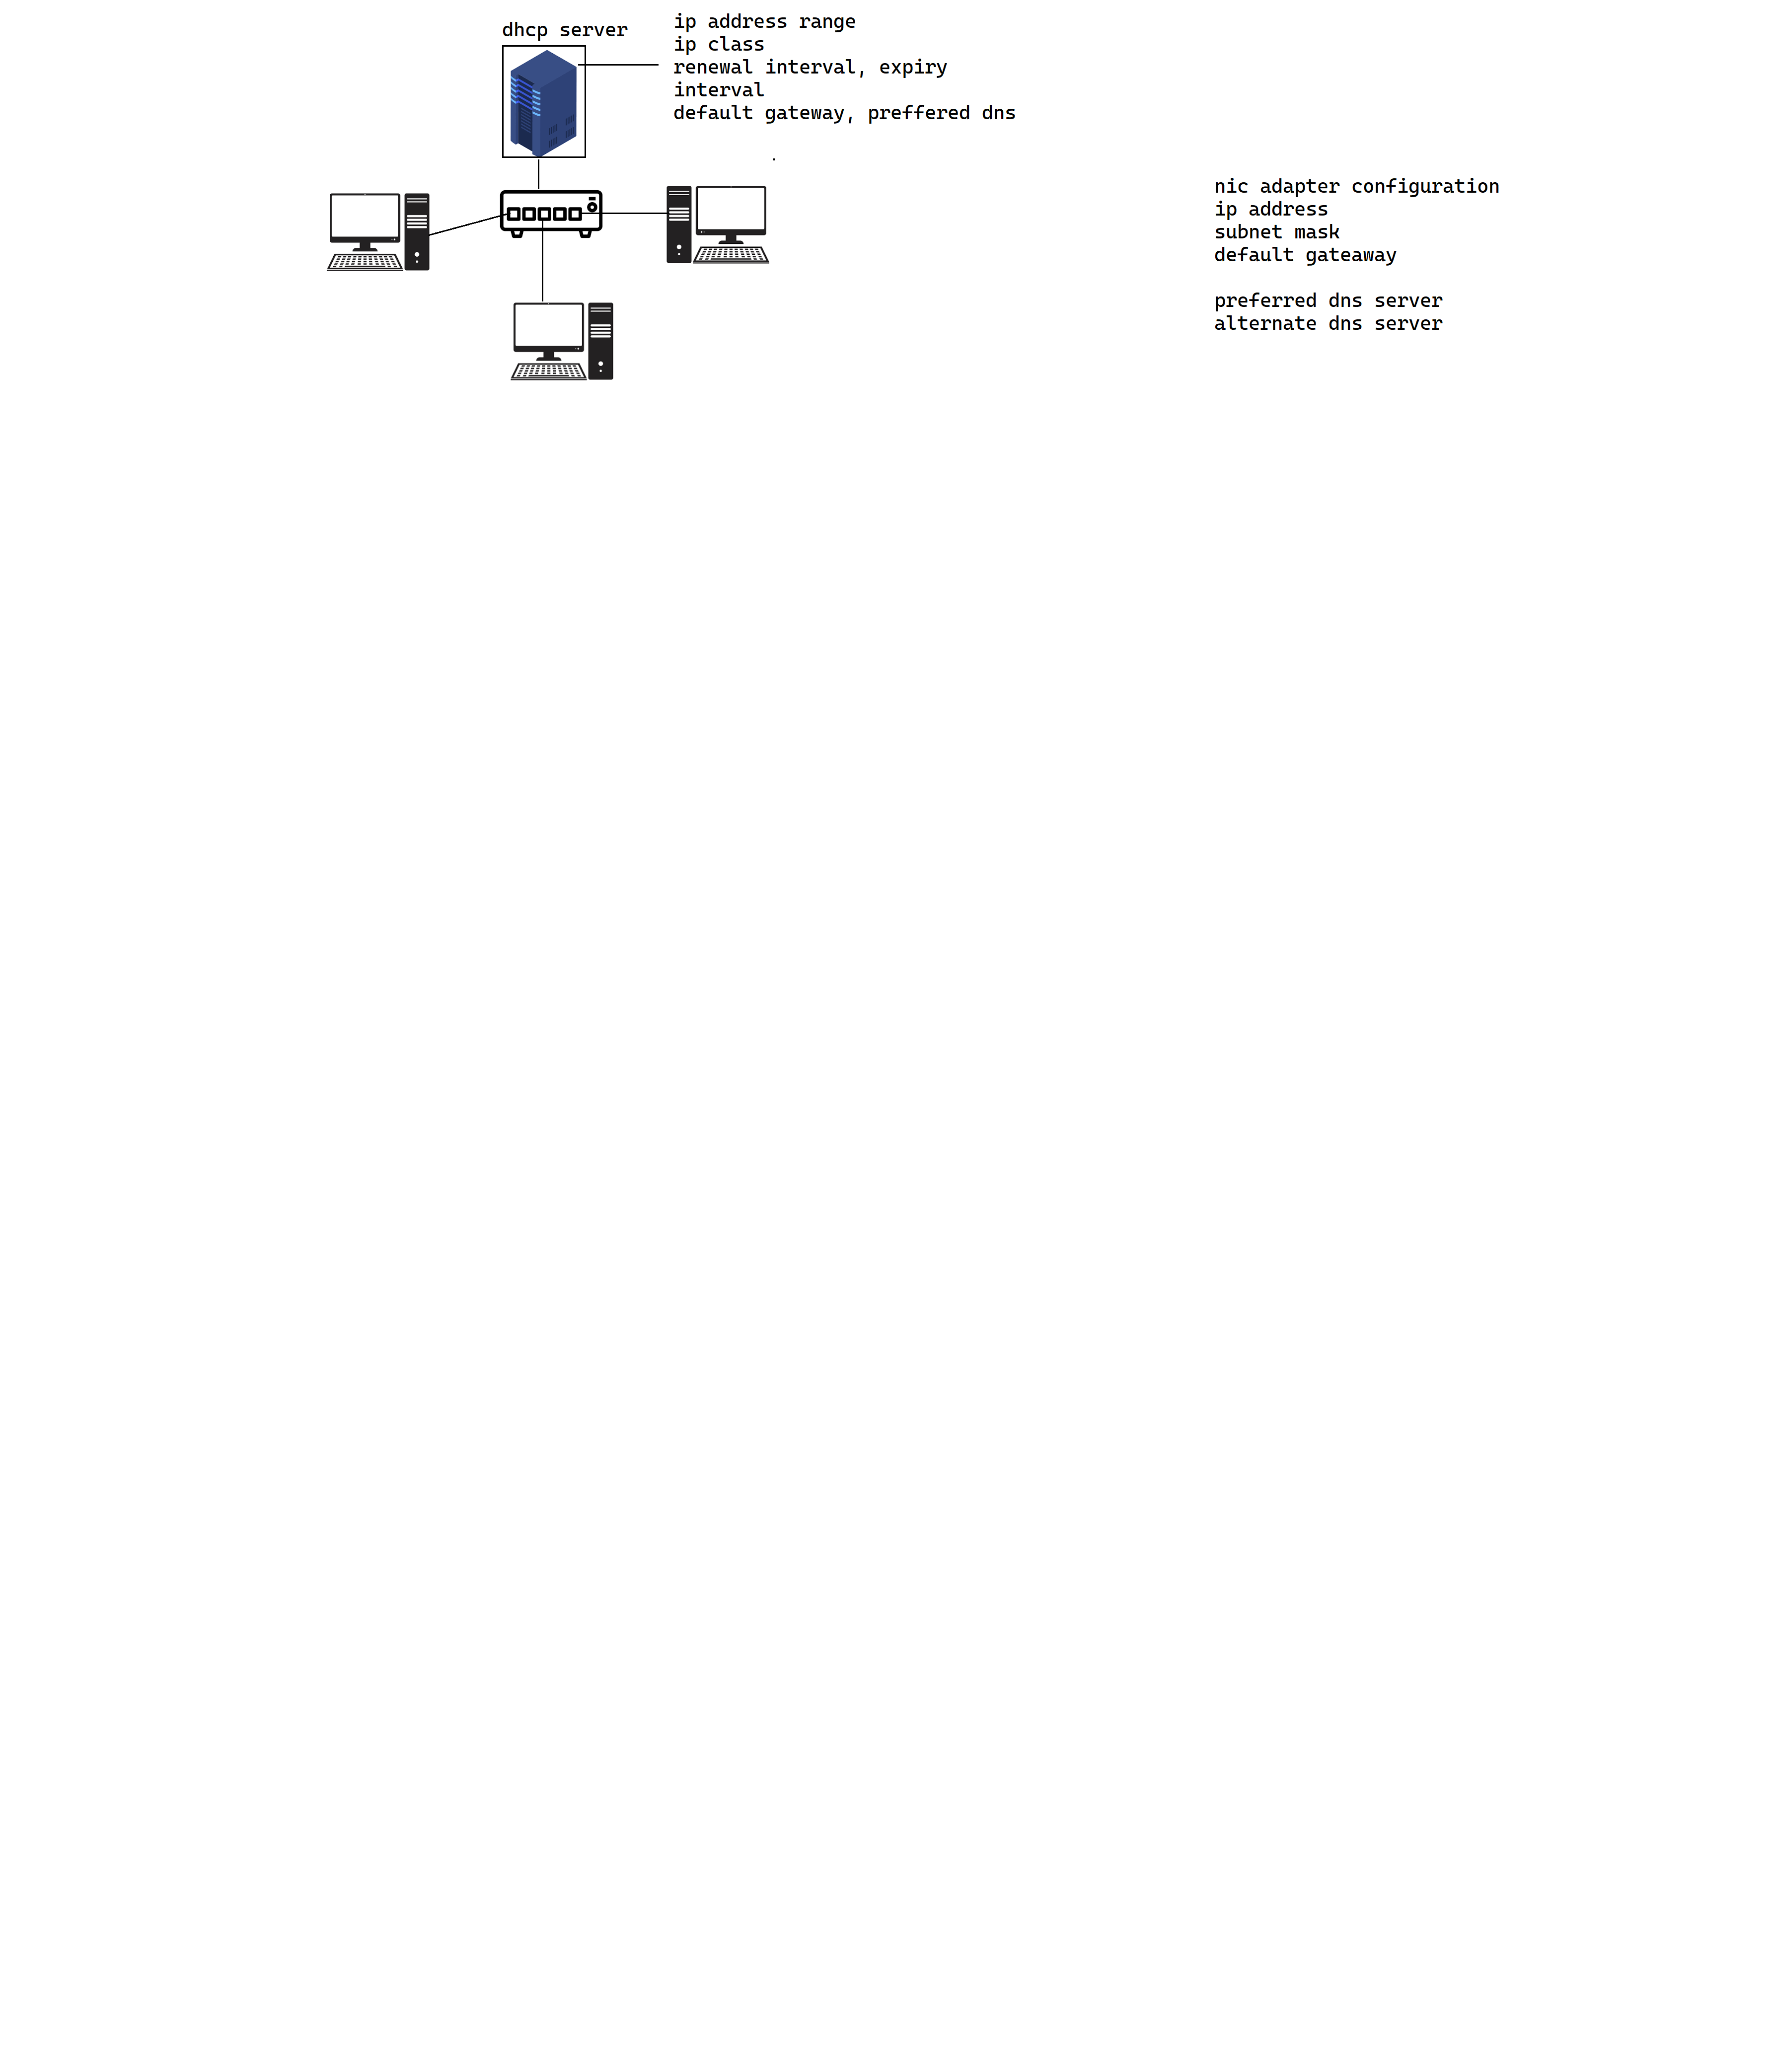 dhcp server
ip address range
ip class
renewal interval, expiry
interval
default gateway, preffered dns
nic adapter configuration
ip address
subnet mask
default gateaway
preferred dns server
alternate dns server